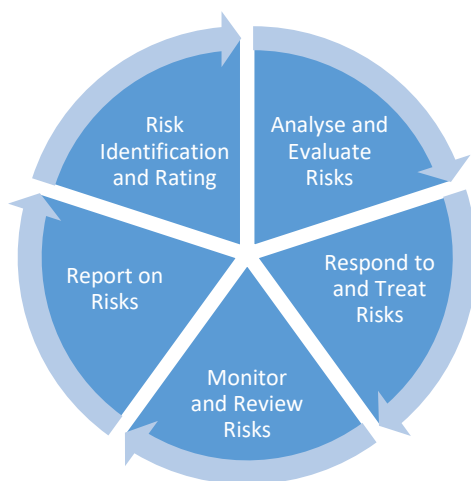 Risk
Identification
and Rating
Analyse and
Evaluate
Risks
Respond to
and Treat
Risks
Monitor
and Review
Risks
Report on
Risks